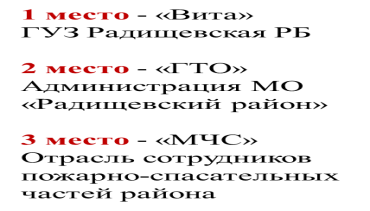 1 место - «Вита»
ГУЗ Радищевская РБ
2 место - «ГТО»
Администрация МО
«Радищевский район»
3 место - «МЧС»
Отрасль сотрудников
пожарно-спасательных
частей района